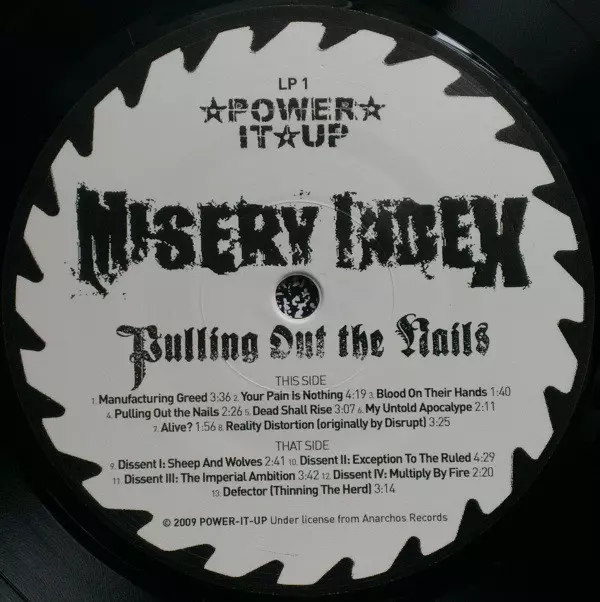 LP 1
☆POWER☆
IT☆UP
MISERY INDEX
Pulling Out the Nails
THIS SIDE
1. Manufacturing Greed 3:36 2. Your Pain Is Nothing 4:19 3. Blood On Their Hands 1:40
4. Pulling Out the Nails 2:26 5. Dead Shall Rise 3:07 6. My Untold Apocalype 2:11
7. Alive? 1:56 8. Reality Distortion (originally by Disrupt) 3:25
THAT SIDE
9. Dissent I: Sheep And Wolves 2:41 10. Dissent II: Exception To The Ruled 4:29
11. Dissent III: The Imperial Ambition 3:42 12. Dissent IV: Multiply By Fire 2:20
13. Defector (Thinning The Herd) 3:14
© 2009 POWER-IT-UP Under license from Anarchos Records